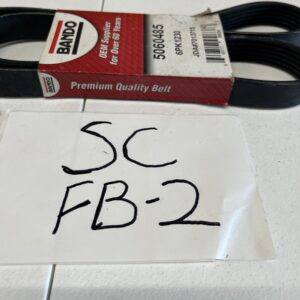 BANDO
OEM Supplier
for Over 60 Years
5060485
6PK1230
Premium Quality Belt
SC
FB-2